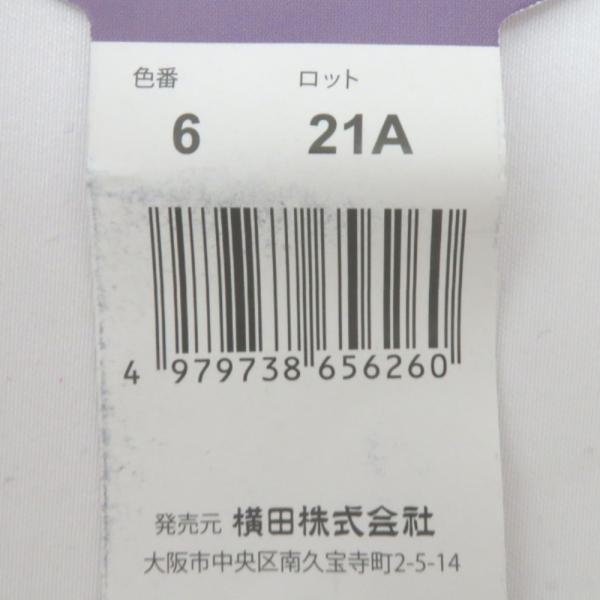 色番 ロット
6 21A
4 979738 656260
発売元 横田株式会社
大阪市中央区南久宝寺町2-5-14